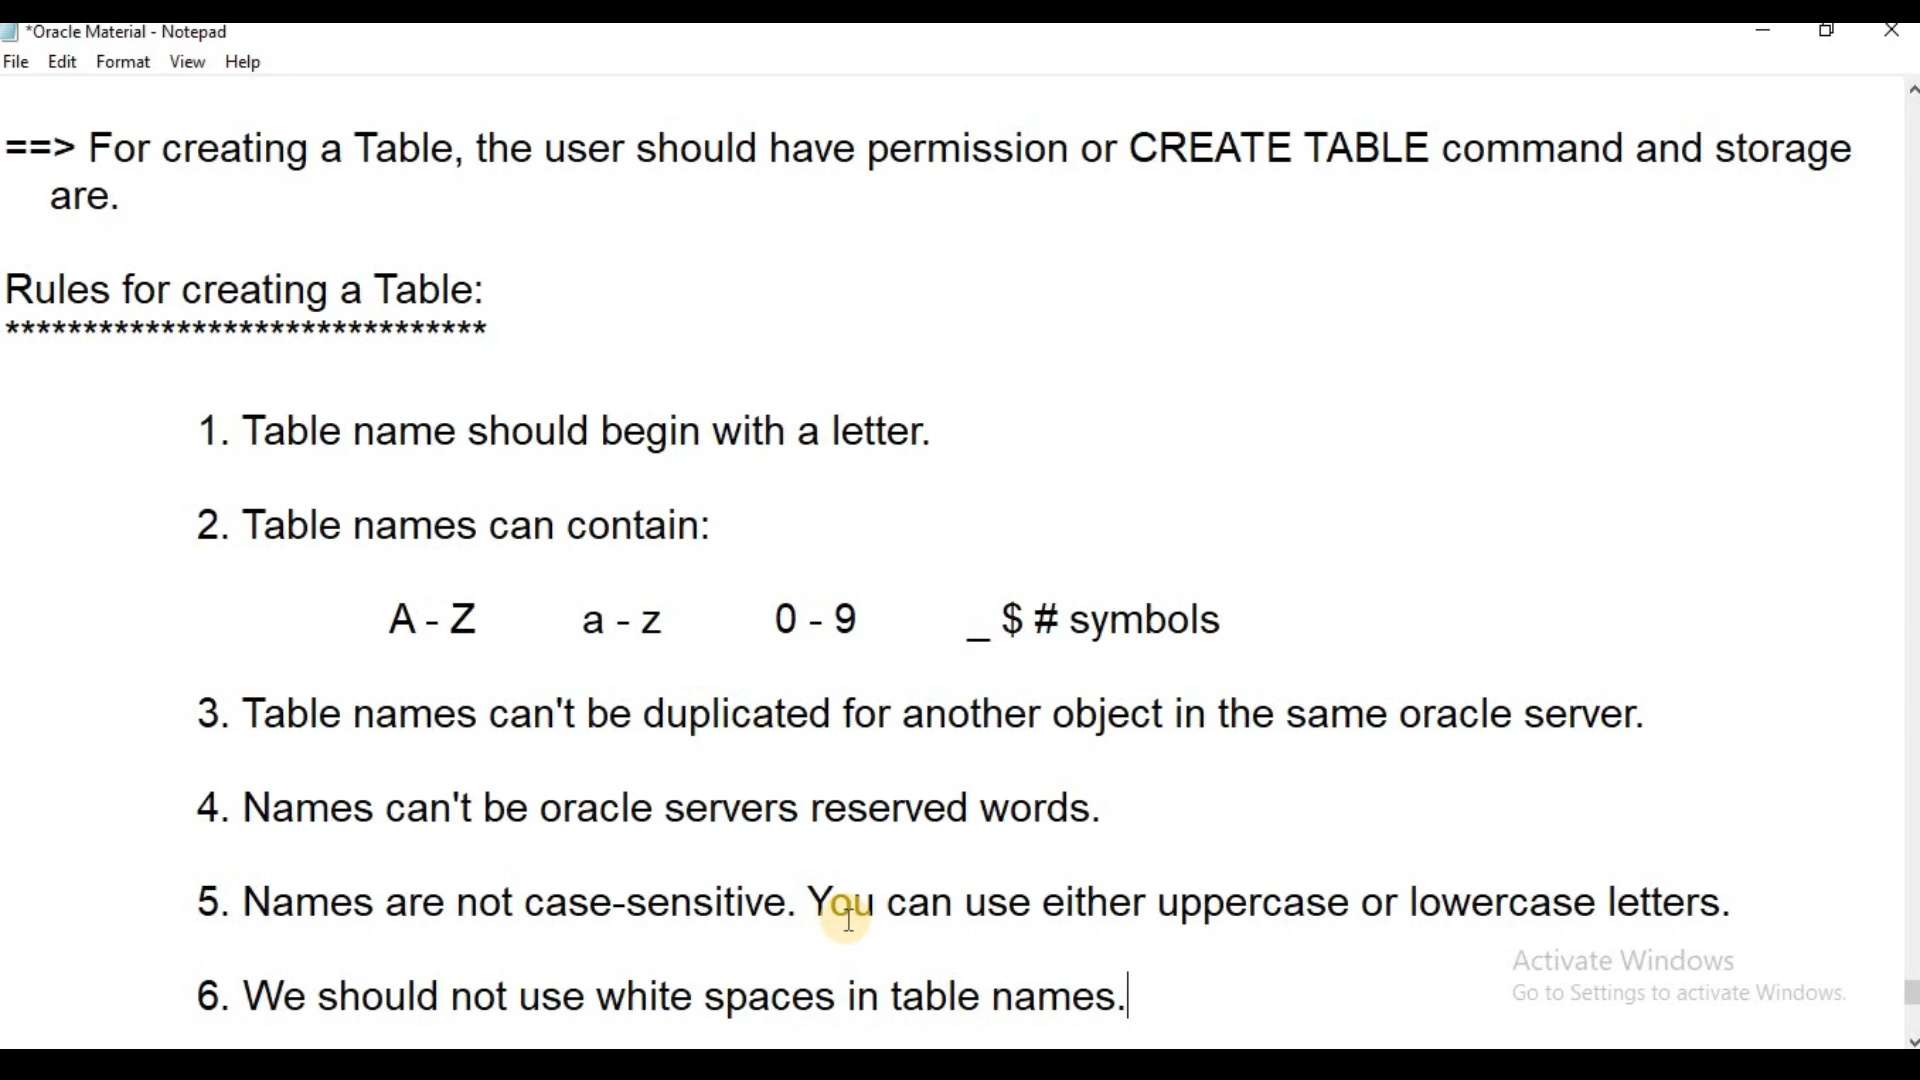 *Oracle Material - Notepad
File Edit Format View Help
==> For creating a Table, the user should have permission or CREATE TABLE command and storage
are.
Rules for creating a Table:
*******************************
1. Table name should begin with a letter.
2. Table names can contain:
A - Z a - z 0 - 9 _ $ # symbols
3. Table names can't be duplicated for another object in the same oracle server.
4. Names can't be oracle servers reserved words.
5. Names are not case-sensitive. You can use either uppercase or lowercase letters.
Activate Windows
Go to Settings to activate Windows.
6. We should not use white spaces in table names.